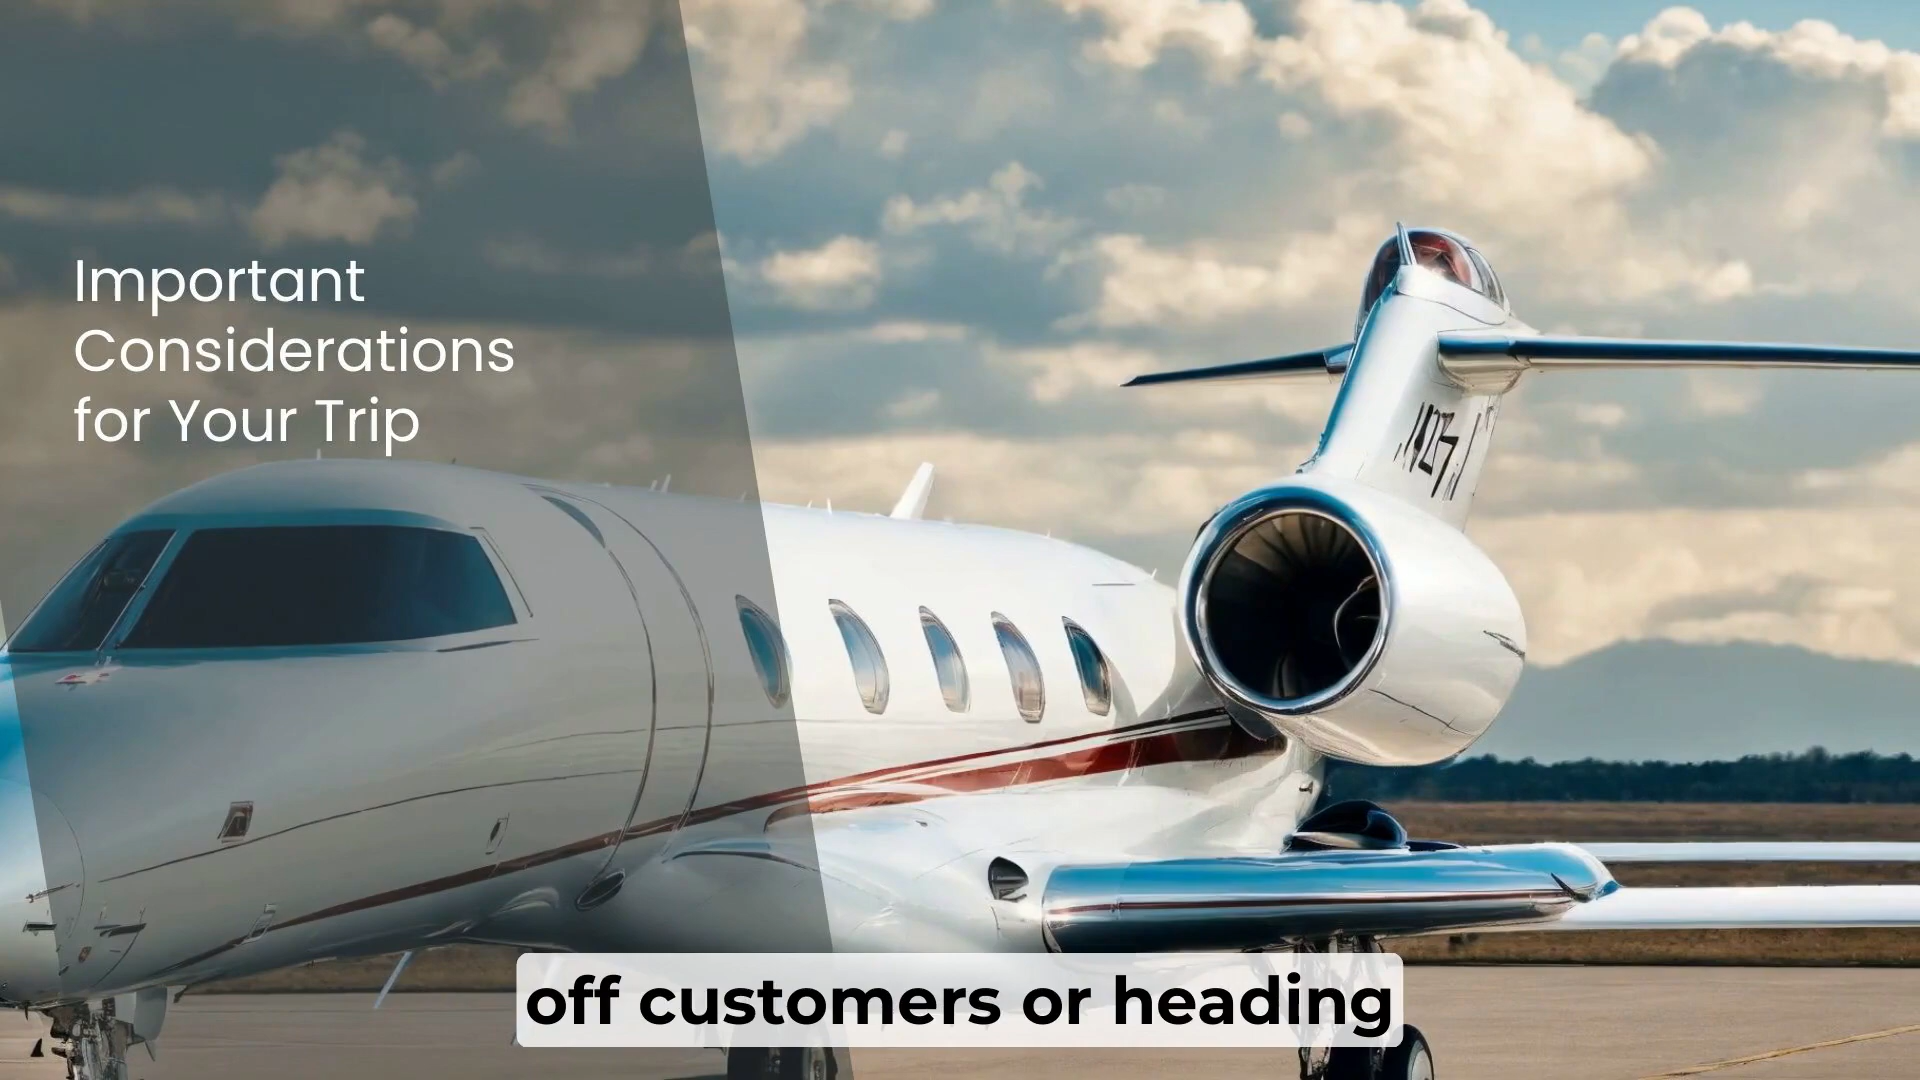 Important
Considerations
for Your Trip
off customers or heading